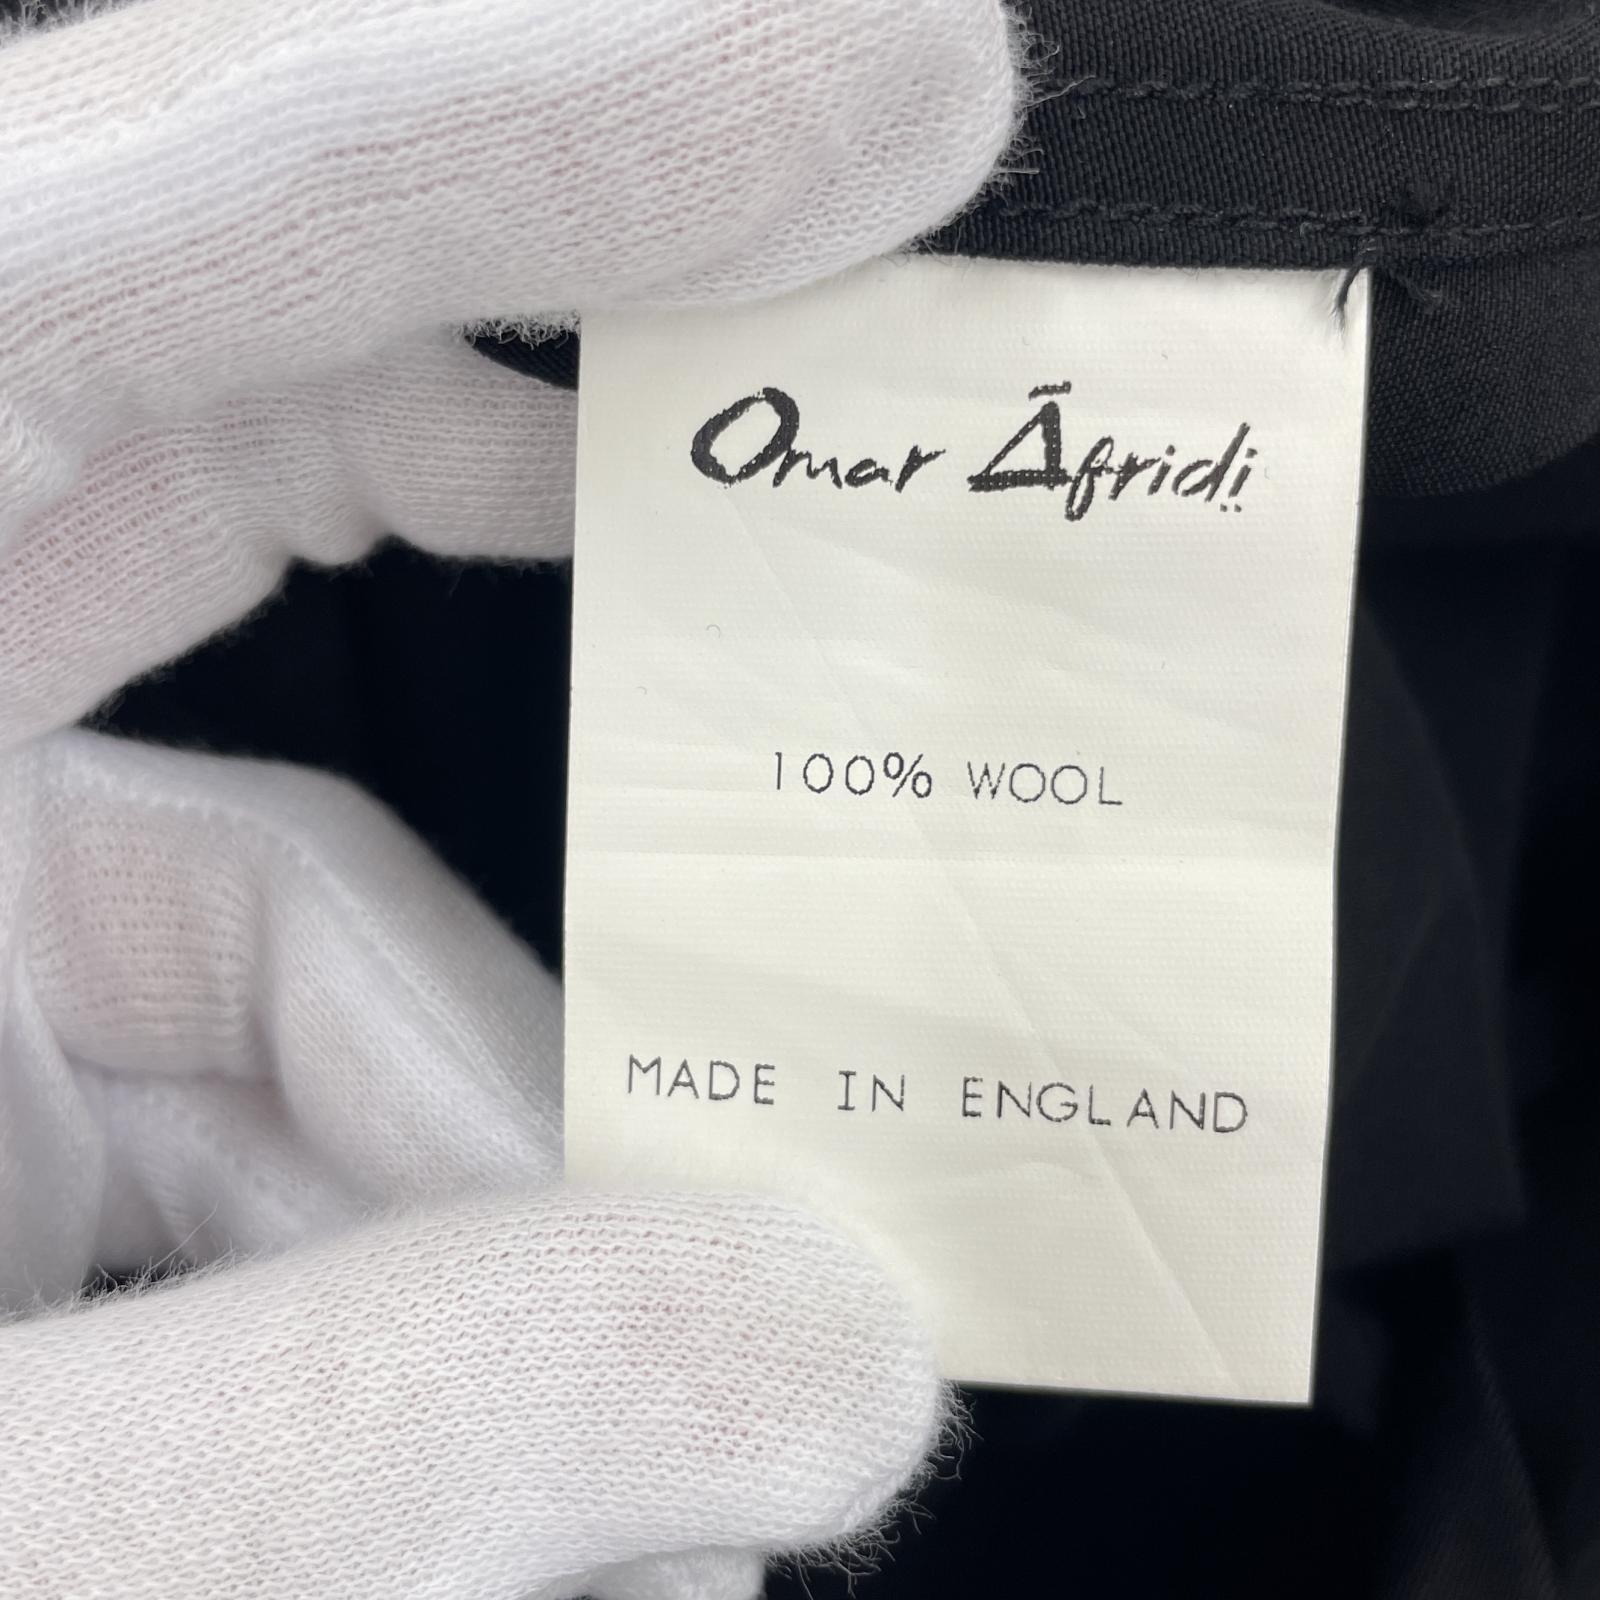 Omar Āfridi
100% WOOL
MADE IN ENGLAND